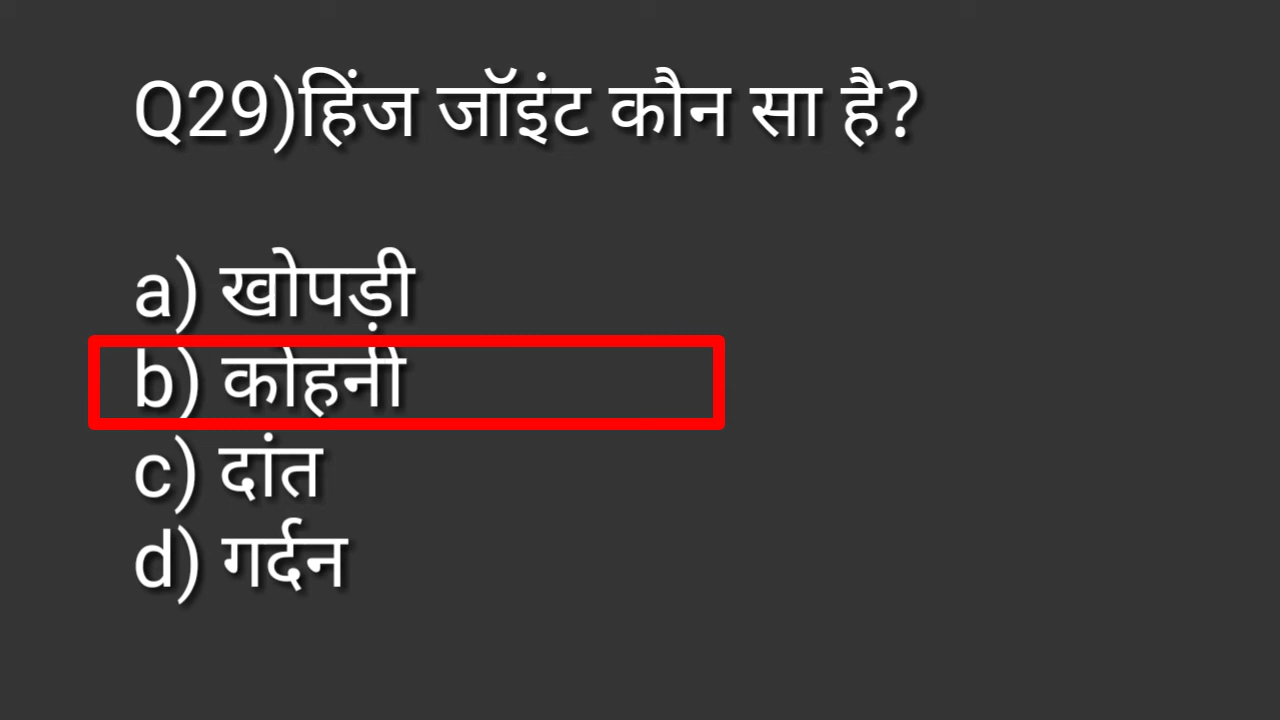 Q29)हिंज जॉइंट कौन सा है?
a) खोपड़ी
b) कोहनी
c) दांत
d) गर्दन